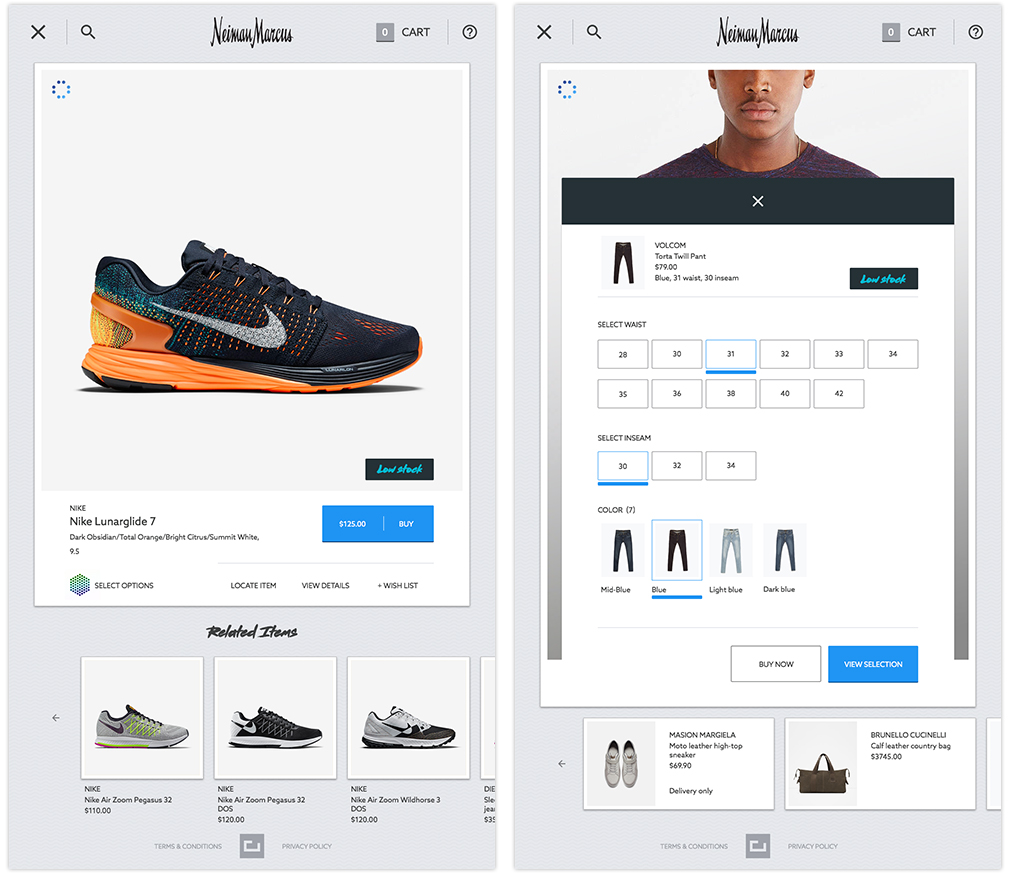 Neiman Marcus
0 CART
Low stock
NIKE
Nike Lunarglide 7
Dark Obsidian/Total Orange/Bright Citrus/Summit White,
9.5
$125.00 BUY
SELECT OPTIONS LOCATE ITEM VIEW DETAILS + WISH LIST
Related Items
NIKE
Nike Air Zoom Pegasus 32
$110.00
NIKE
Nike Air Zoom Pegasus 32
DOS
$120.00
NIKE
Nike Air Zoom Wildhorse 3
DOS
$120.00
DIE
Slee
jean
$35
TERMS & CONDITIONS PRIVACY POLICY
Neiman Marcus
0 CART
VOLCOM
Torta Twill Pant
$79.00
Blue, 31 waist, 30 inseam
Low stock
SELECT WAIST
28 30 31 32 33 34
35 36 38 40 42
SELECT INSEAM
30 32 34
COLOR (7)
Mid-Blue Blue Light blue Dark blue
BUY NOW VIEW SELECTION
MASION MARGIELA
Moto leather high-top
sneaker
$69.90
Delivery only
BRUNELLO CUCINELLI
Calf leather country bag
$3745.00
TERMS & CONDITIONS PRIVACY POLICY